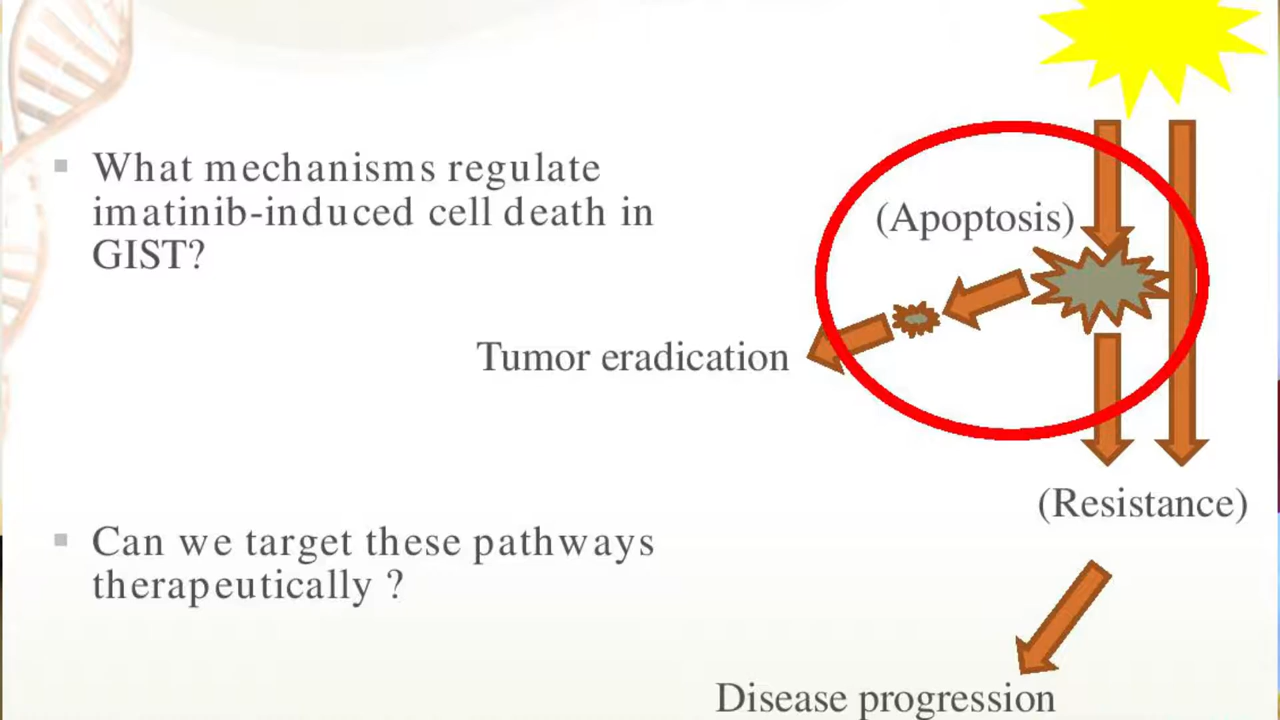 What mechanisms regulate
imatinib-induced cell death in
GIST?
(Apoptosis)
Tumor eradication
(Resistance)
Can we target these pathways
therapeutically ?
Disease progression